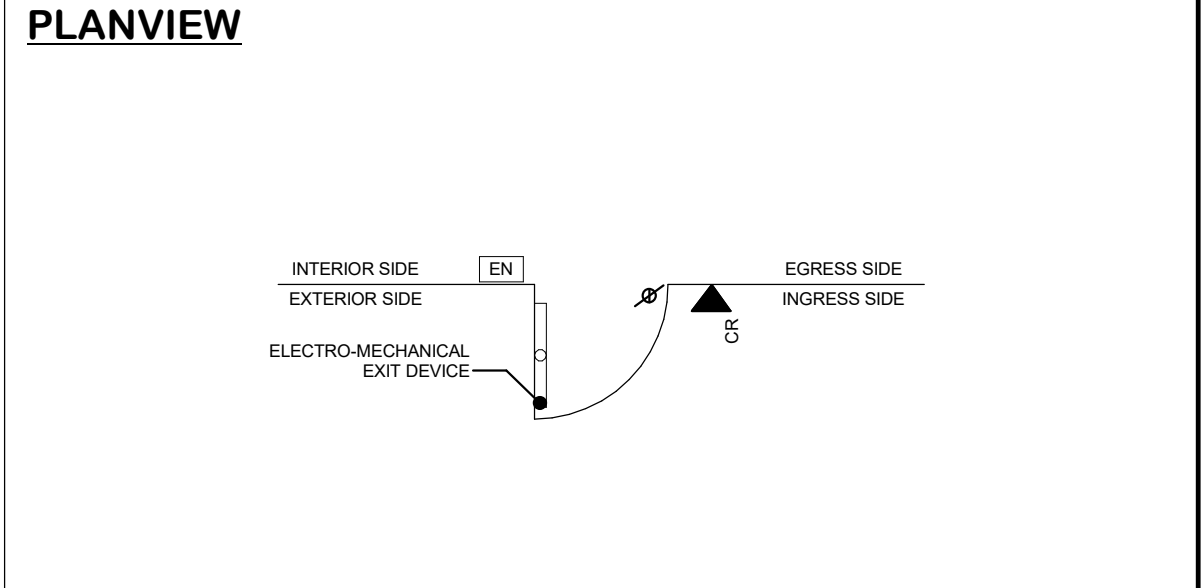 PLANVIEW
INTERIOR SIDE
EN
EGRESS SIDE
EXTERIOR SIDE
INGRESS SIDE
CR
ELECTRO-MECHANICAL
EXIT DEVICE